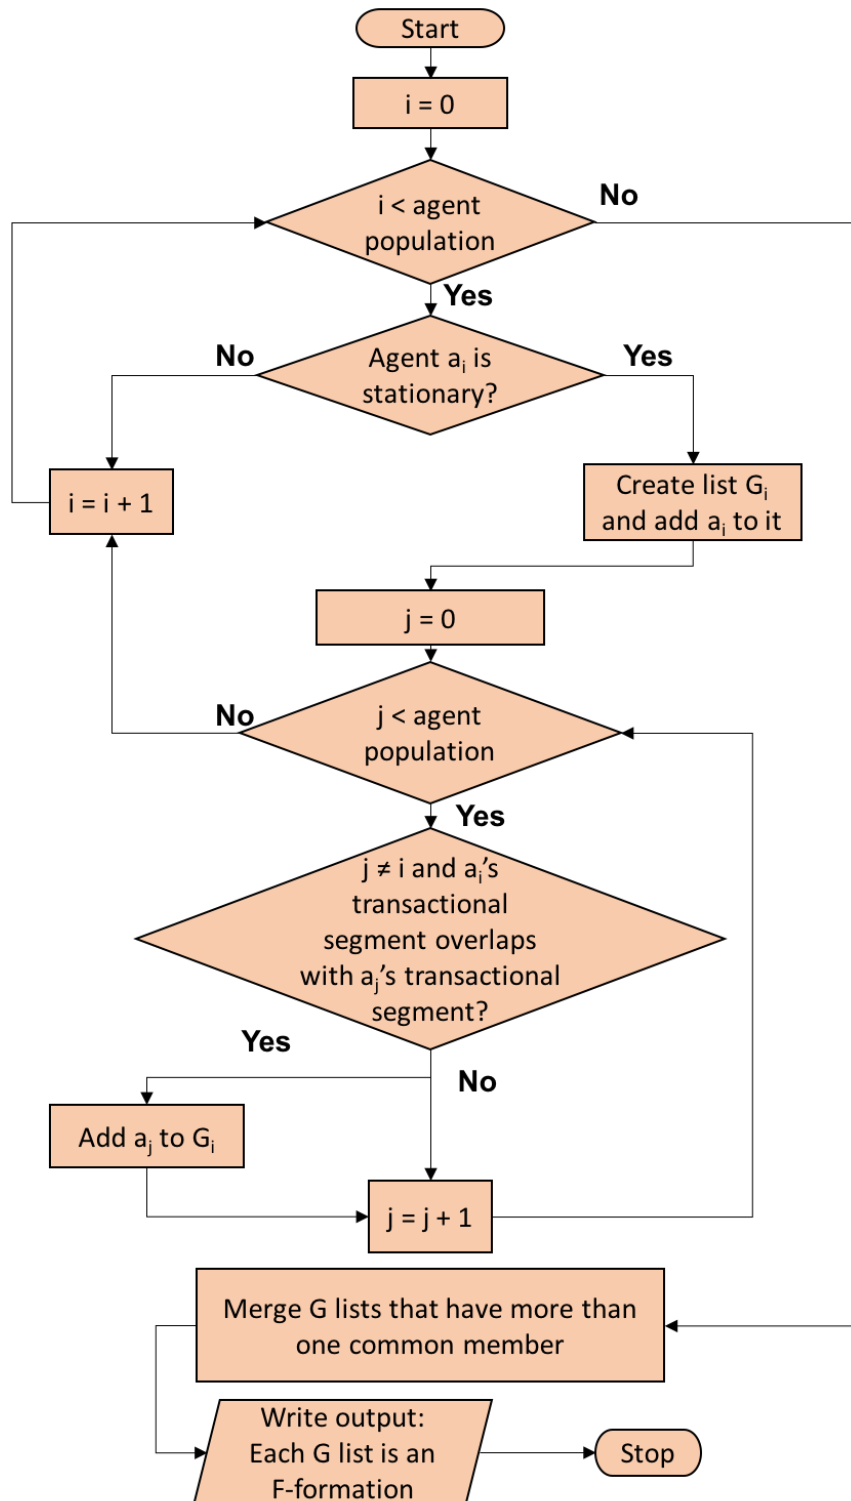 Start
i = 0
i < agent
population
No
Yes
Agent aᵢ is
stationary?
No
Yes
i = i + 1
Create list Gᵢ
and add aᵢ to it
j = 0
j < agent
population
No
Yes
j ≠ i and aᵢ’s
transactional
segment overlaps
with aⱼ’s transactional
segment?
Yes
No
Add aⱼ to Gᵢ
j = j + 1
Merge G lists that have more than
one common member
Write output:
Each G list is an
F-formation
Stop